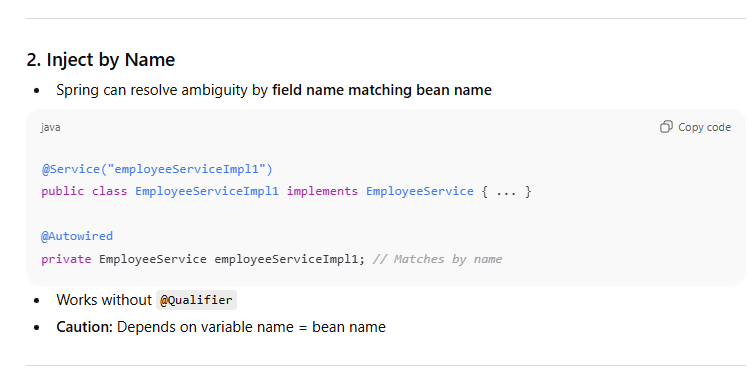 2. Inject by Name
• Spring can resolve ambiguity by field name matching bean name
java
Copy code
@Service("employeeServiceImpl1")
public class EmployeeServiceImpl1 implements EmployeeService { ... }
@Autowired
private EmployeeService employeeServiceImpl1; // Matches by name
• Works without @Qualifier
• Caution: Depends on variable name = bean name